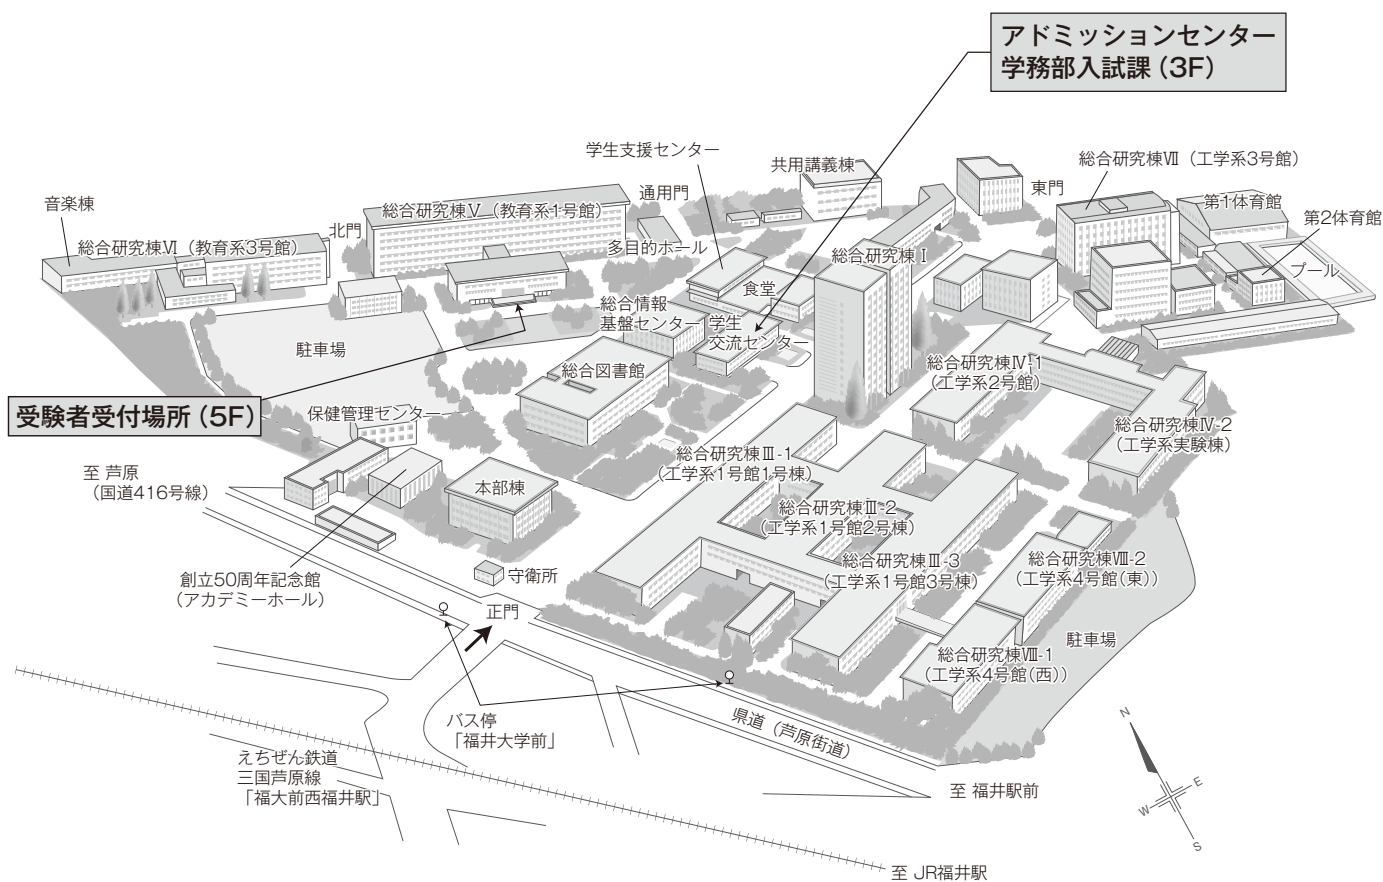 アドミッションセンター
学務部入試課（3F）
学生支援センター
共用講義棟
総合研究棟Ⅶ（工学系3号館）
通用門
東門
音楽棟
総合研究棟Ⅴ（教育系1号館）
第1体育館
第2体育館
北門
総合研究棟Ⅵ（教育系3号館）
多目的ホール
総合研究棟Ⅰ
プール
食堂
総合情報
基盤センター
学生
交流センター
駐車場
総合図書館
総合研究棟Ⅳ-1
（工学系2号館）
受験者受付場所（5F）
保健管理センター
総合研究棟Ⅳ-2
（工学系実験棟）
総合研究棟Ⅲ-1
（工学系1号館1号棟）
至 芦原
（国道416号線）
本部棟
総合研究棟Ⅲ-2
（工学系1号館2号棟）
総合研究棟Ⅲ-3
（工学系1号館3号棟）
総合研究棟Ⅷ-2
（工学系4号館（東））
創立50周年記念館
（アカデミーホール）
守衛所
正門
駐車場
総合研究棟Ⅷ-1
（工学系4号館（西））
バス停
「福井大学前」
県道（芦原街道）
えちぜん鉄道
三国芦原線
「福大前西福井駅」
至 福井駅前
至 JR福井駅
N
E
W
S